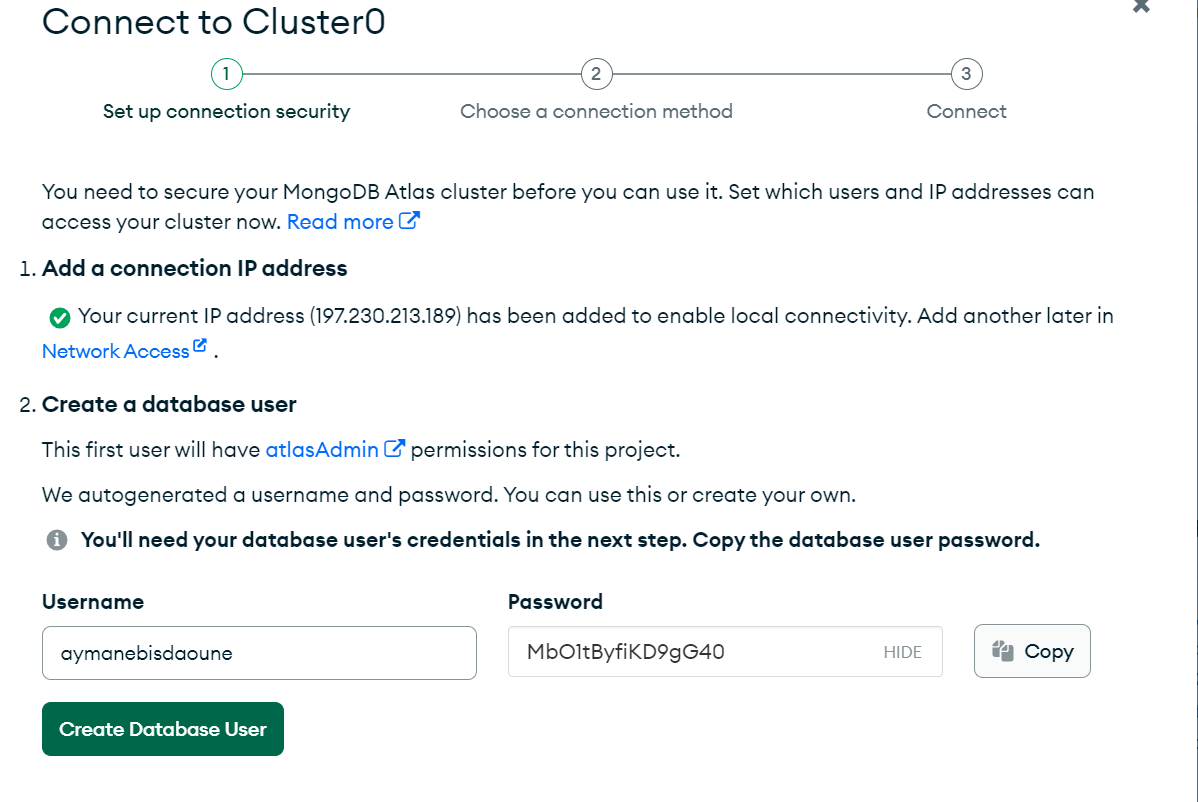 Connect to Cluster0
1
2
3
Set up connection security
Choose a connection method
Connect
You need to secure your MongoDB Atlas cluster before you can use it. Set which users and IP addresses can
access your cluster now. Read more
1. Add a connection IP address
Your current IP address (197.230.213.189) has been added to enable local connectivity. Add another later in
Network Access .
2. Create a database user
This first user will have atlasAdmin permissions for this project.
We autogenerated a username and password. You can use this or create your own.
You'll need your database user's credentials in the next step. Copy the database user password.
Username
Password
aymanebisdaoune
MbO1tByfiKD9gG40
HIDE
Copy
Create Database User